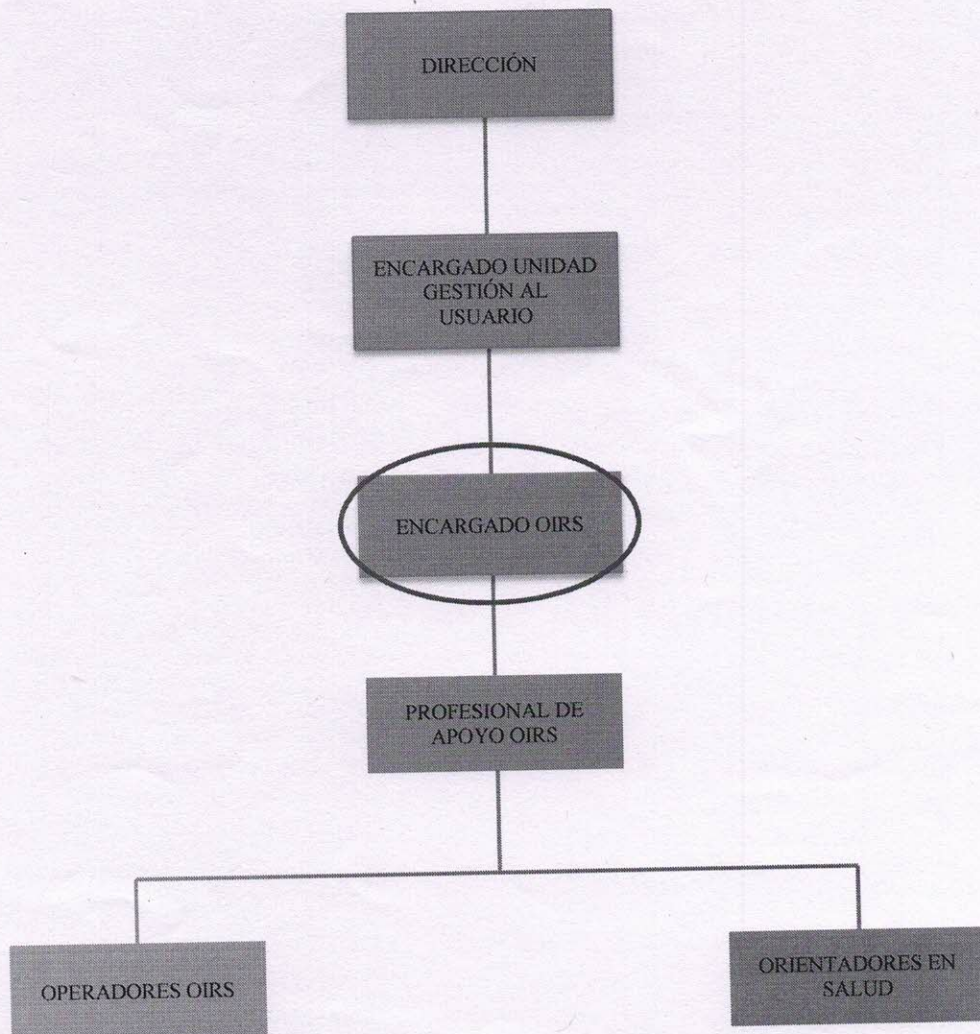 DIRECCIÓN
ENCARGADO UNIDAD
GESTIÓN AL
USUARIO
ENCARGADO OIRS
PROFESIONAL DE
APOYO OIRS
OPERADORES OIRS
ORIENTADORES EN
SALUD